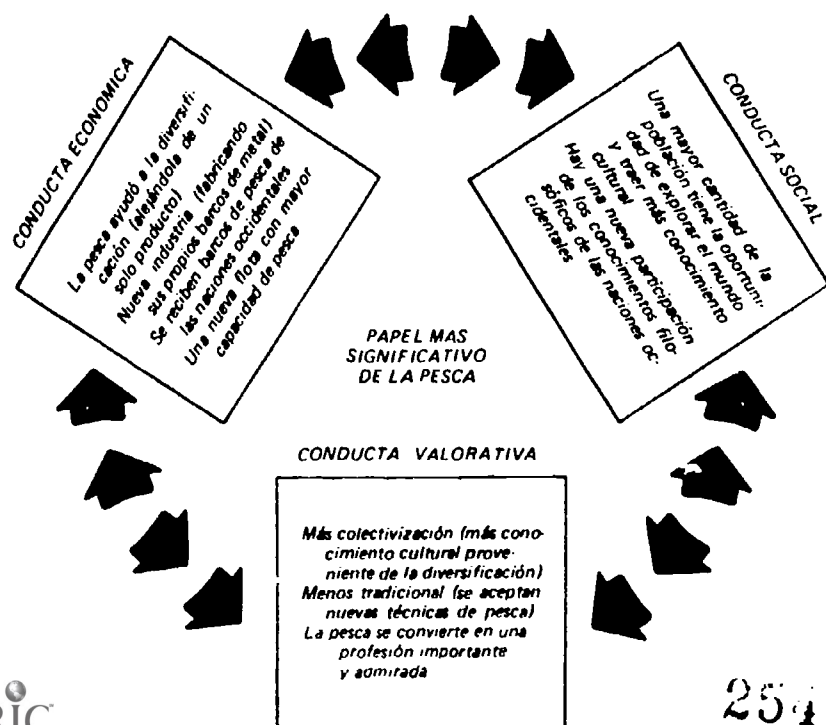 CONDUCTA ECONOMICA
La pesca ayudó a la diversifi-
cación (alejándola de un
solo producto)
Nueva industria (fabricando
sus propios barcos de metal)
Se reciben barcos de pesca de
las naciones occidentales
Una nueva flota con mayor
capacidad de pesca
CONDUCTA SOCIAL
Una mayor cantidad de la
población tiene la oportuni-
dad de explorar el mundo
y traer más conocimiento
cultural
Hay una nueva participación
de los conocimientos filo-
sóficos de las naciones oc-
cidentales
PAPEL MAS
SIGNIFICATIVO
DE LA PESCA
CONDUCTA VALORATIVA
Más colectivización (más cono-
cimiento cultural prove-
niente de la diversificación)
Menos tradicional (se aceptan
nuevas técnicas de pesca)
La pesca se convierte en una
profesión importante
y admirada
RIC
254